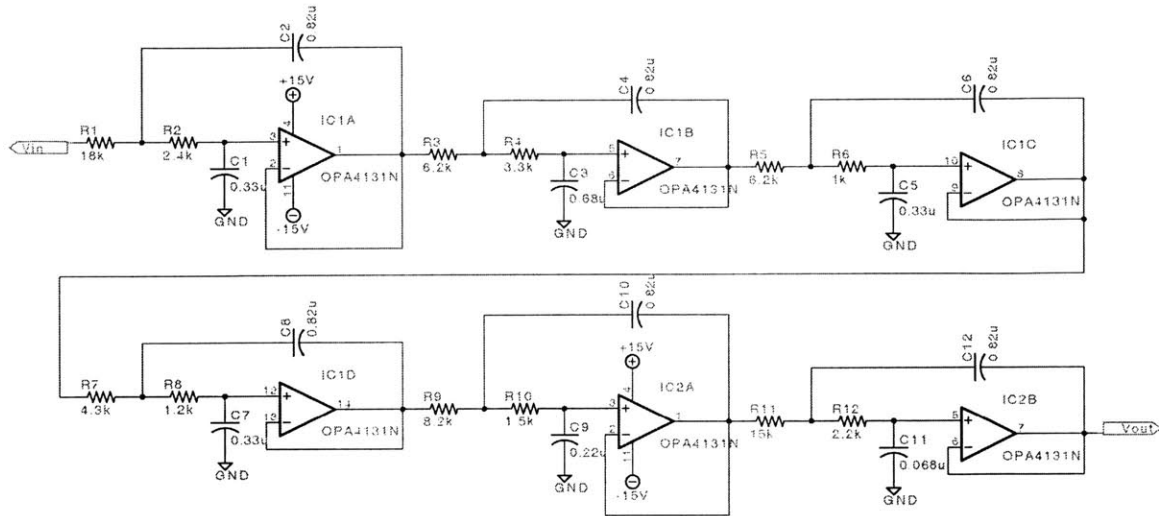 C2
0.82u
+15V
4
IC1A
Vin
R1
18k
R2
2.4k
3
2
1
C1
0.33u
11
OPA4131N
GND
-15V
C4
0.82u
IC1B
R3
6.2k
R4
3.3k
5
6
7
C3
0.68u
OPA4131N
GND
C6
0.82u
IC1C
R5
R6
1k
10
8
C5
0.33u
OPA4131N
GND
C8
0.82u
IC1D
R7
4.3k
R8
1.2k
12
13
14
C7
0.33u
OPA4131N
GND
C10
0.82u
+15V
4
IC2A
R9
8.2k
R10
1.5k
3
2
1
C9
0.22u
11
OPA4131N
GND
-15V
C12
0.82u
IC2B
R11
R12
2.2k
5
6
7
C11
0.068u
OPA4131N
GND
Vout